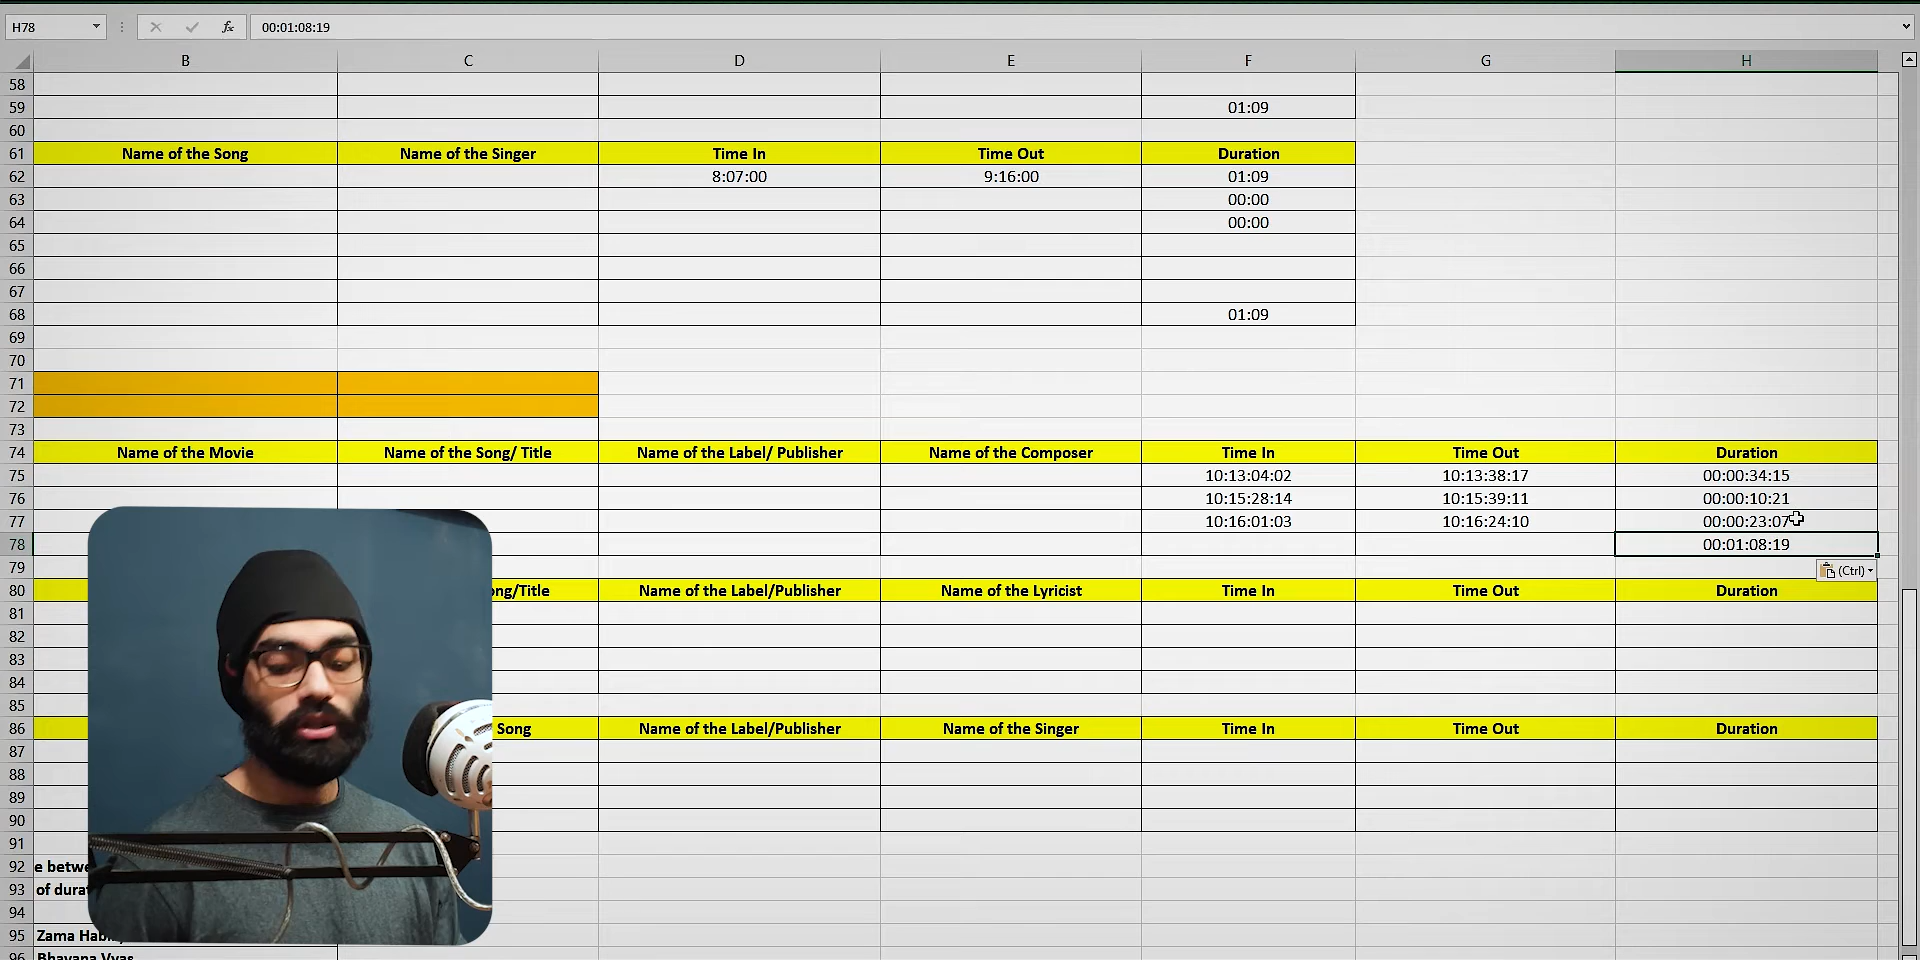 H78 fx 00:01:08:19
B C D E F G H
58
59 01:09
60
61 Name of the Song Name of the Singer Time In Time Out Duration
62 8:07:00 9:16:00 01:09
63 00:00
64 00:00
65
66
67
68 01:09
69
70
71
72
73
74 Name of the Movie Name of the Song/ Title Name of the Label/ Publisher Name of the Composer Time In Time Out Duration
75 10:13:04:02 10:13:38:17 00:00:34:15
76 10:15:28:14 10:15:39:11 00:00:10:21
77 10:16:01:03 10:16:24:10 00:00:23:07
78 00:01:08:19
79 (Ctrl)
80 ong/Title Name of the Label/Publisher Name of the Lyricist Time In Time Out Duration
81
82
83
84
85
86 Song Name of the Label/Publisher Name of the Singer Time In Time Out Duration
87
88
89
90
91
92 e betwe
93 of durat
94
95 Zama Hab
96 Bhavana Vyas